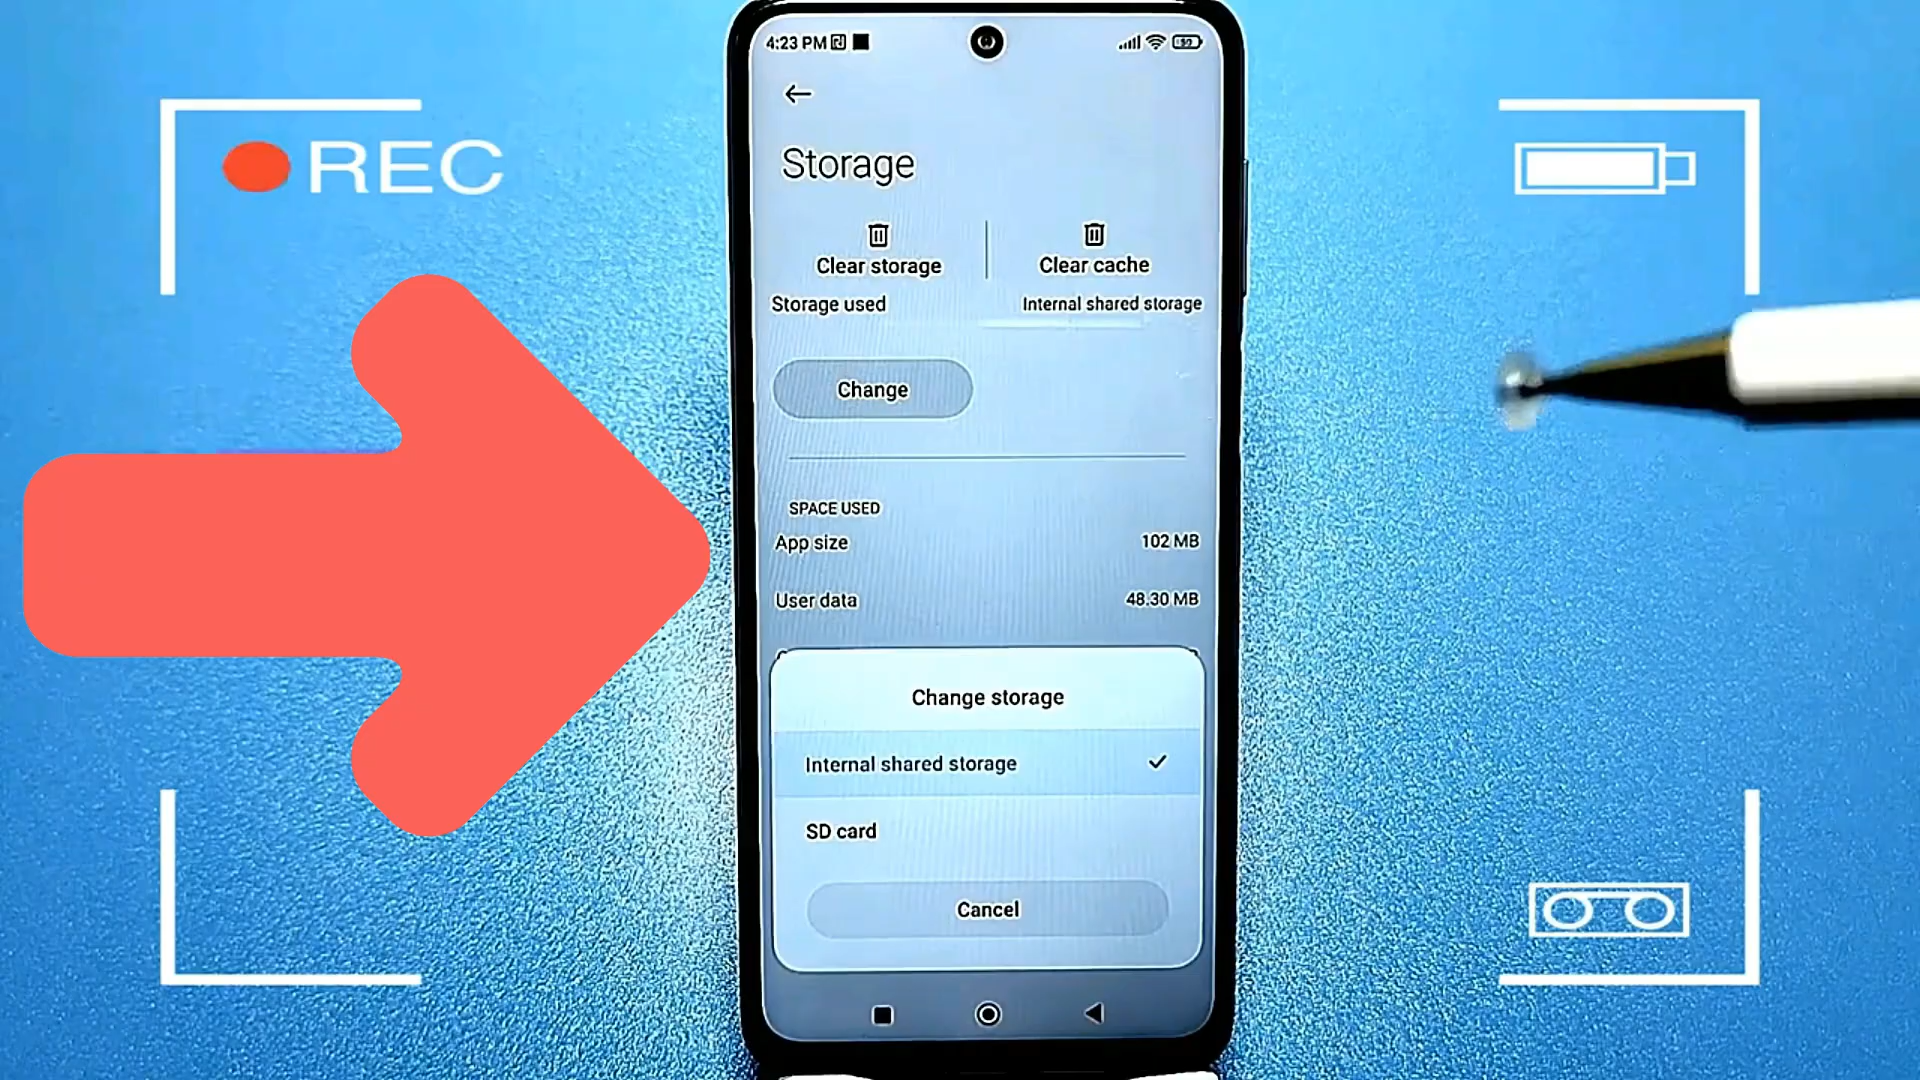 REC
4:23 PM
Storage
Clear storage
Clear cache
Storage used
Internal shared storage
Change
SPACE USED
App size
102 MB
User data
48.30 MB
Change storage
Internal shared storage
SD card
Cancel